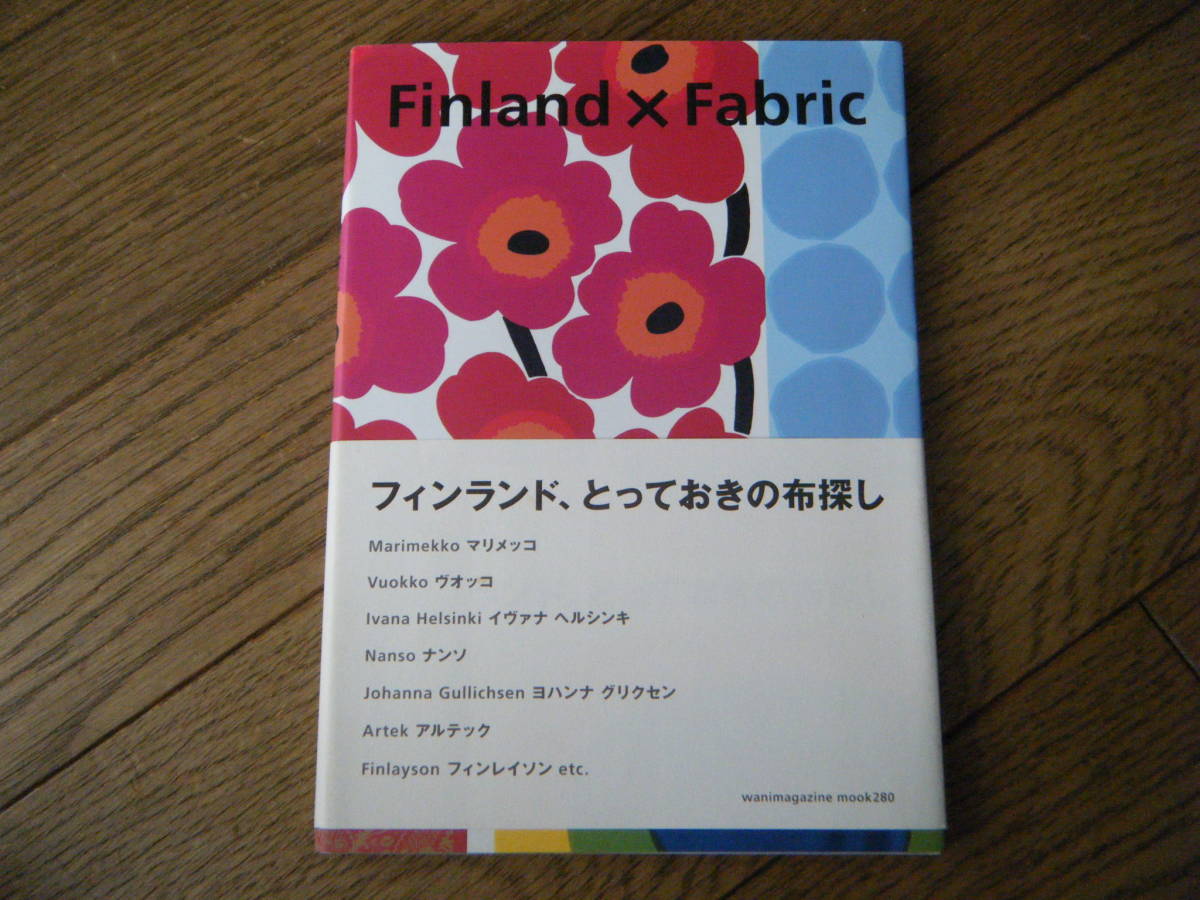 Finland × Fabric
フィンランド、とっておきの布探し
Marimekko マリメッコ
Vuokko ヴオッコ
Ivana Helsinki イヴァナ ヘルシンキ
Nanso ナンソ
Johanna Gullichsen ヨハンナ グリクセン
Artek アルテック
Finlayson フィンレイソン etc.
wanimagazine mook280